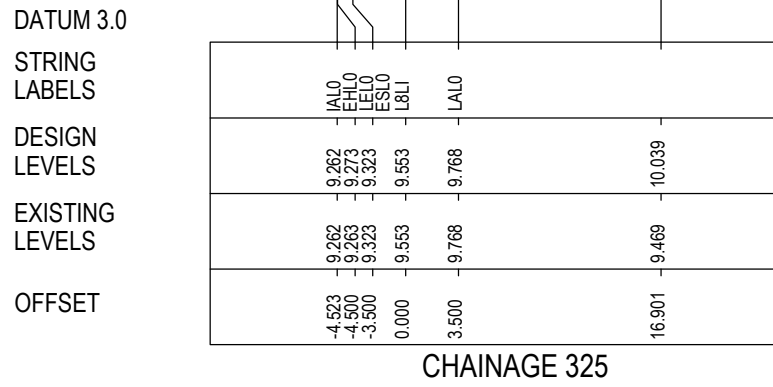 DATUM 3.0
STRING
LABELS
IAL0
EHL0
LEL0
ESL0
L8LI
LAL0
DESIGN
LEVELS
9.262
9.273
9.323
9.553
9.768
10.039
EXISTING
LEVELS
9.262
9.263
9.323
9.553
9.768
9.469
OFFSET
-4.523
-4.500
-3.500
0.000
3.500
16.901
CHAINAGE 325